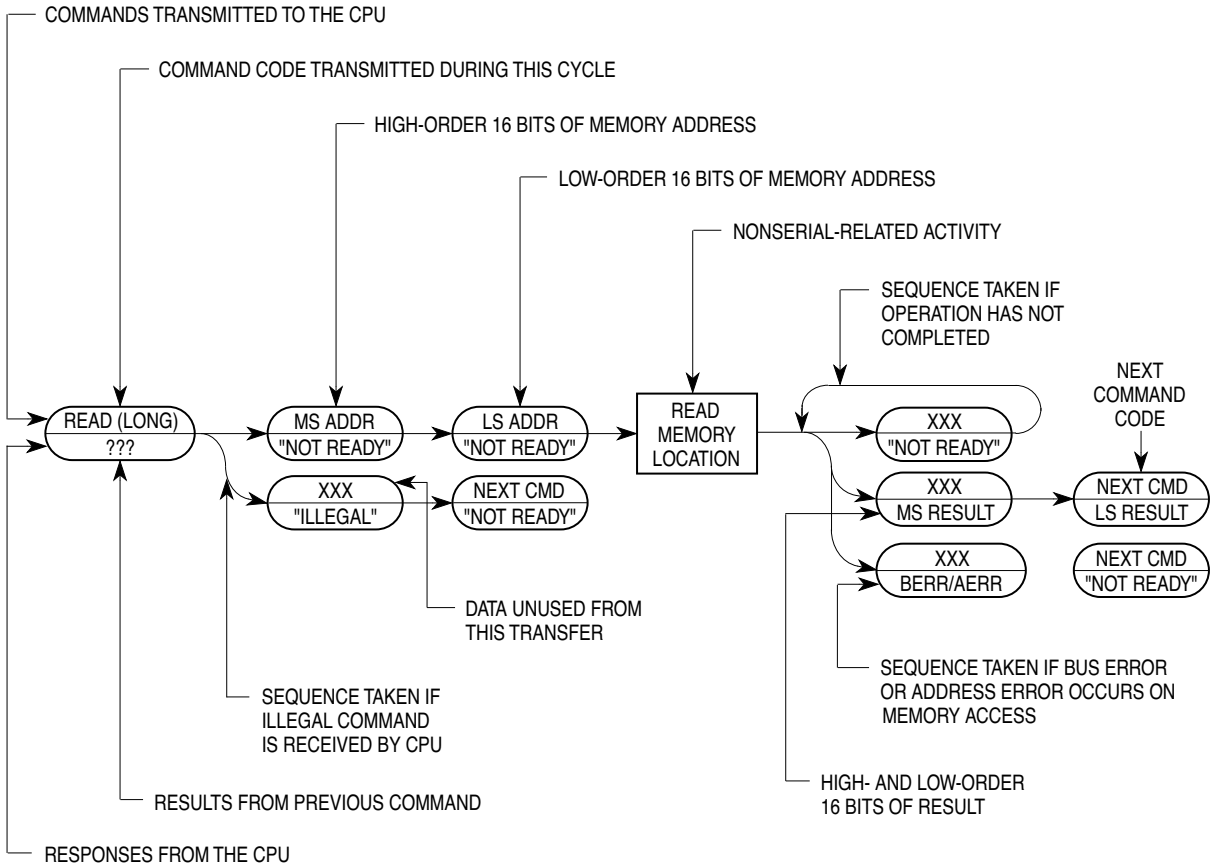 COMMANDS TRANSMITTED TO THE CPU
COMMAND CODE TRANSMITTED DURING THIS CYCLE
HIGH-ORDER 16 BITS OF MEMORY ADDRESS
LOW-ORDER 16 BITS OF MEMORY ADDRESS
NONSERIAL-RELATED ACTIVITY
SEQUENCE TAKEN IF
OPERATION HAS NOT
COMPLETED
NEXT
COMMAND
CODE
READ (LONG)
???
MS ADDR
"NOT READY"
LS ADDR
"NOT READY"
READ
MEMORY
LOCATION
XXX
"NOT READY"
XXX
"ILLEGAL"
NEXT CMD
"NOT READY"
XXX
MS RESULT
NEXT CMD
LS RESULT
XXX
BERR/AERR
NEXT CMD
"NOT READY"
DATA UNUSED FROM
THIS TRANSFER
SEQUENCE TAKEN IF BUS ERROR
OR ADDRESS ERROR OCCURS ON
MEMORY ACCESS
SEQUENCE TAKEN IF
ILLEGAL COMMAND
IS RECEIVED BY CPU
HIGH- AND LOW-ORDER
16 BITS OF RESULT
RESULTS FROM PREVIOUS COMMAND
RESPONSES FROM THE CPU